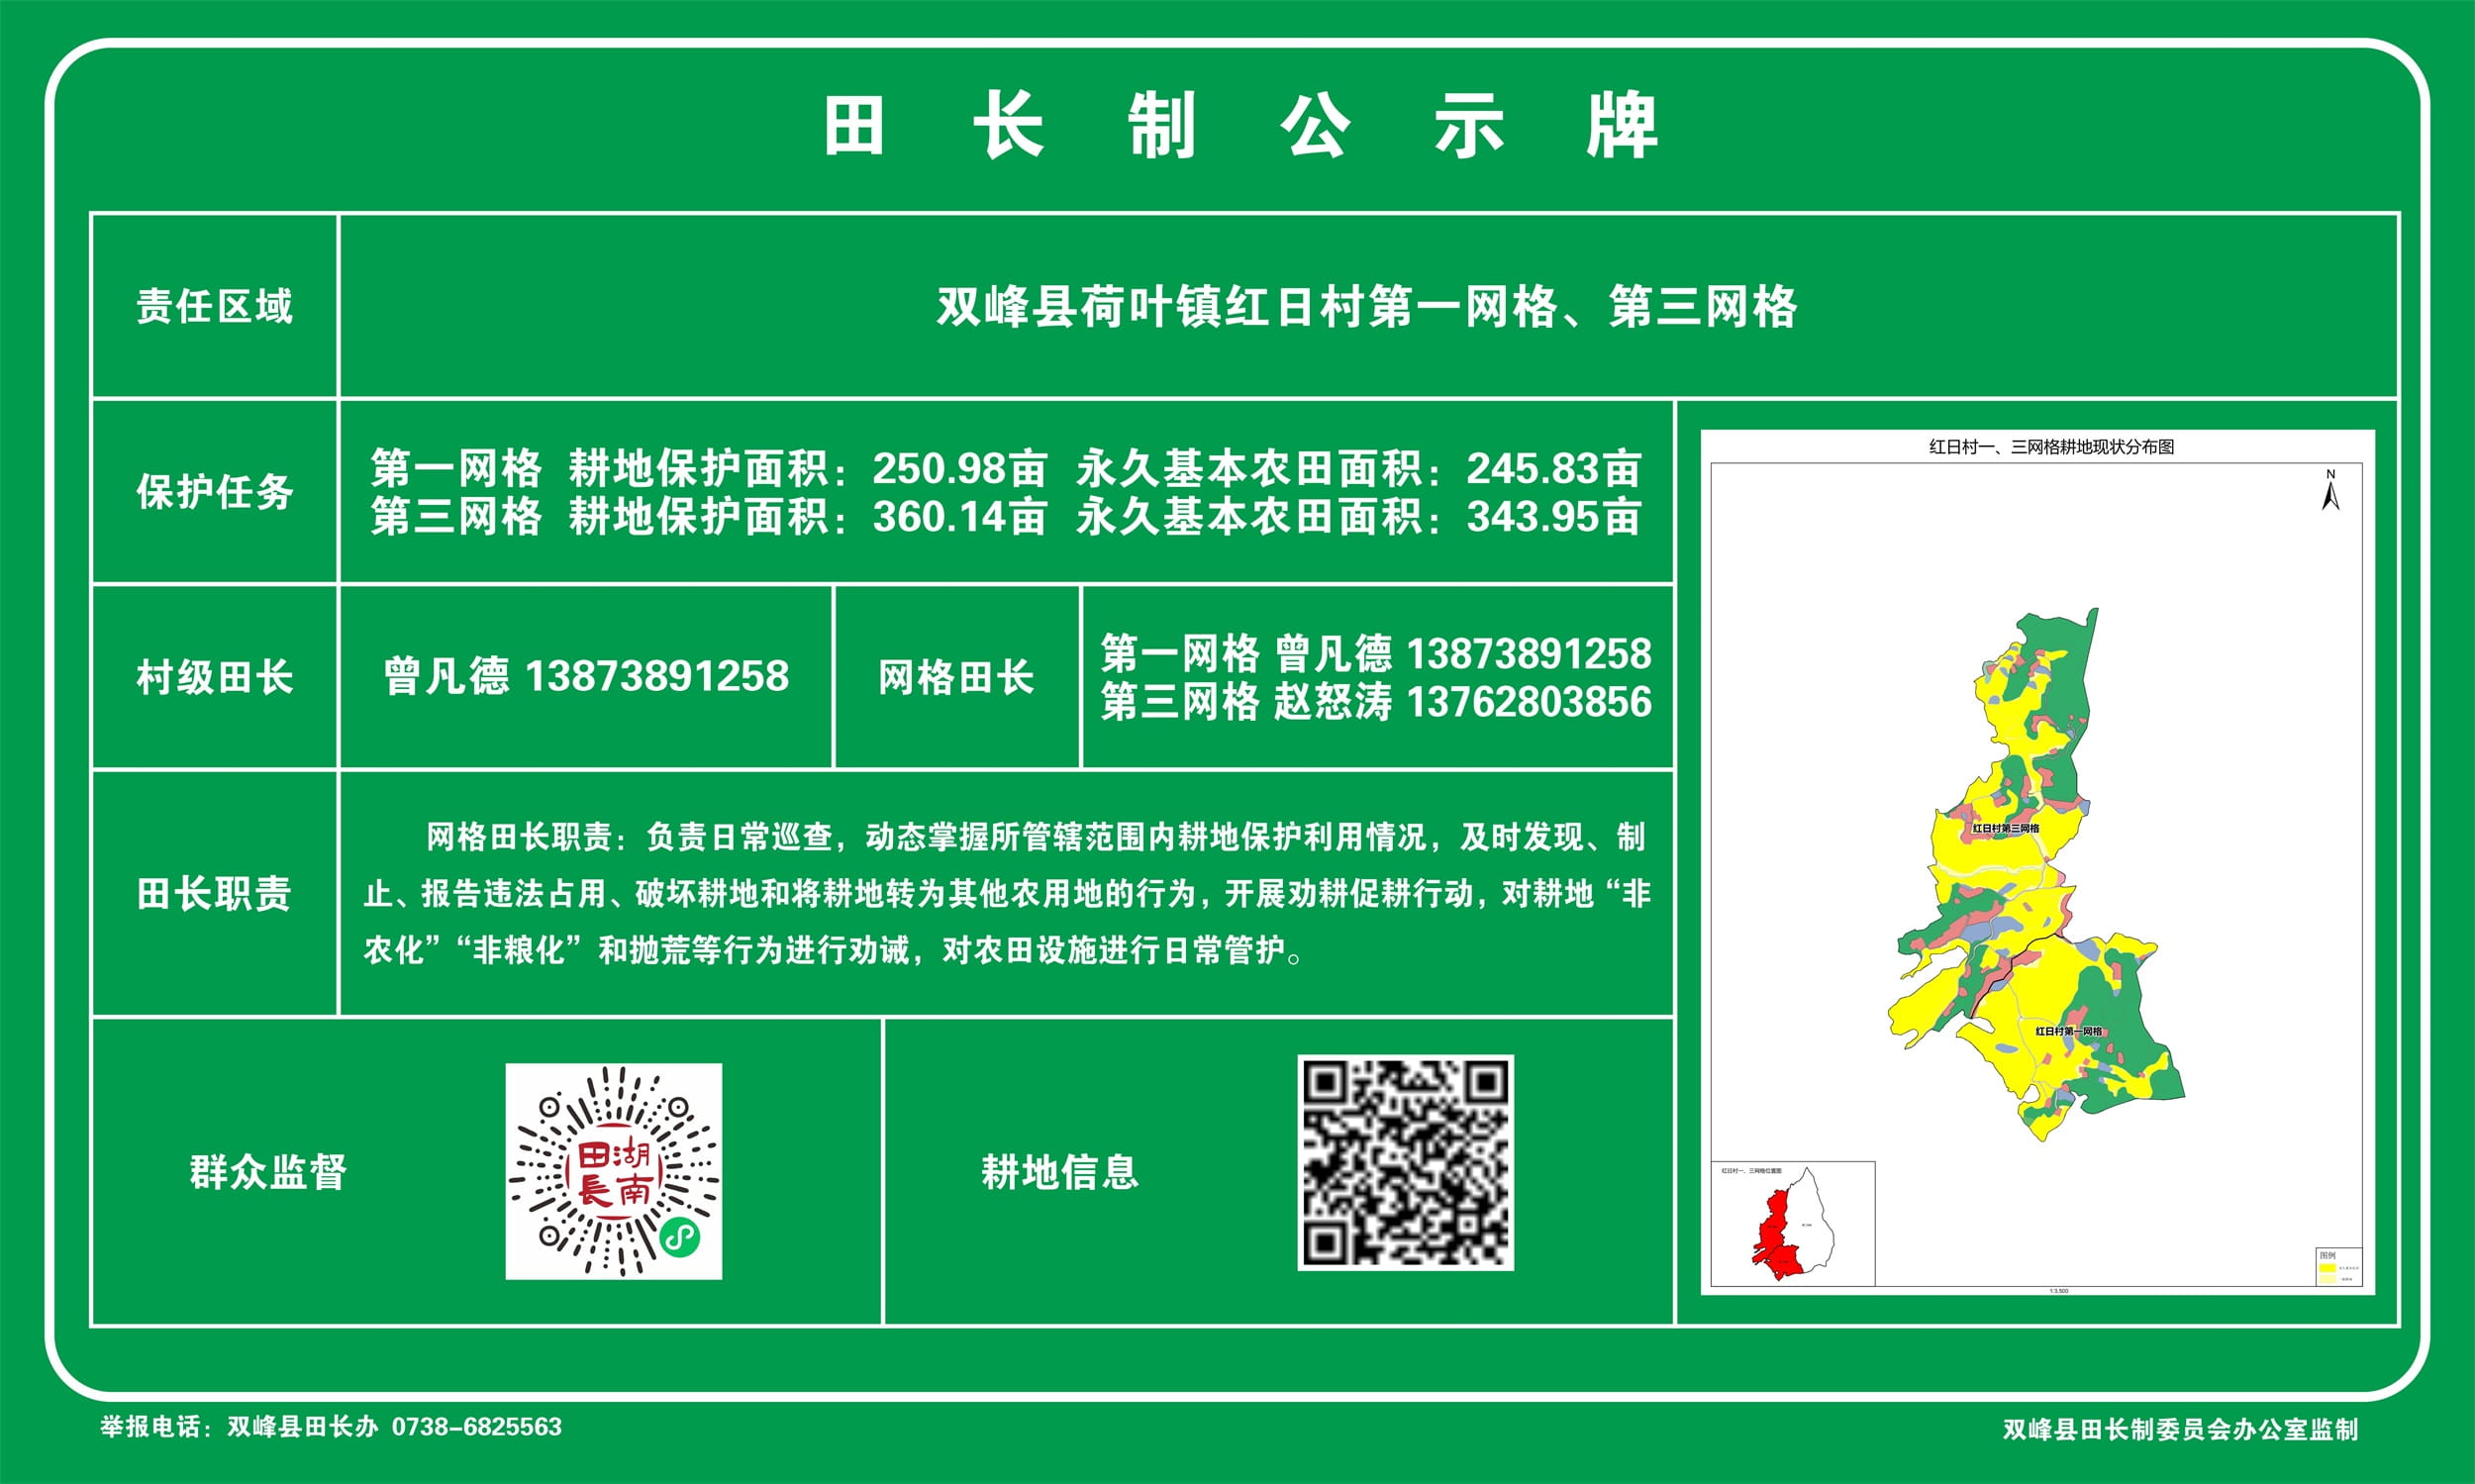 田长制公示牌
责任区域
双峰县荷叶镇红日村第一网格、第三网格
保护任务
第一网格 耕地保护面积：250.98亩 永久基本农田面积：245.83亩
第三网格 耕地保护面积：360.14亩 永久基本农田面积：343.95亩
村级田长
曾凡德 13873891258
网格田长
第一网格 曾凡德 13873891258
第三网格 赵怒涛 13762803856
田长职责
网格田长职责：负责日常巡查，动态掌握所管辖范围内耕地保护利用情况，及时发现、制
止、报告违法占用、破坏耕地和将耕地转为其他农用地的行为，开展劝耕促耕行动，对耕地“非
农化”“非粮化”和抛荒等行为进行劝诫，对农田设施进行日常管护。
群众监督
田湖
長南
耕地信息
红日村一、三网格耕地现状分布图
N
红日村第三网格
红日村第一网格
红日村一、三网格位置图
图例
1:3,500
举报电话：双峰县田长办 0738-6825563
双峰县田长制委员会办公室监制